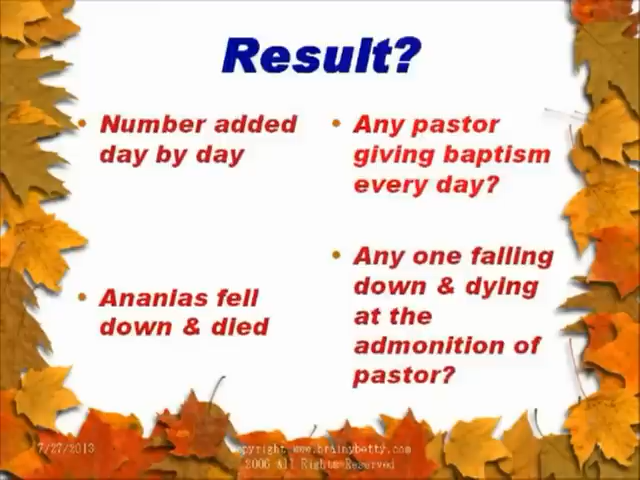 Result?
• Number added
day by day
• Ananias fell
down & died
• Any pastor
giving baptism
every day?
• Any one falling
down & dying
at the
admonition of
pastor?
7/27/2013
copyright www.brainybetty.com
2006 All Rights Reserved